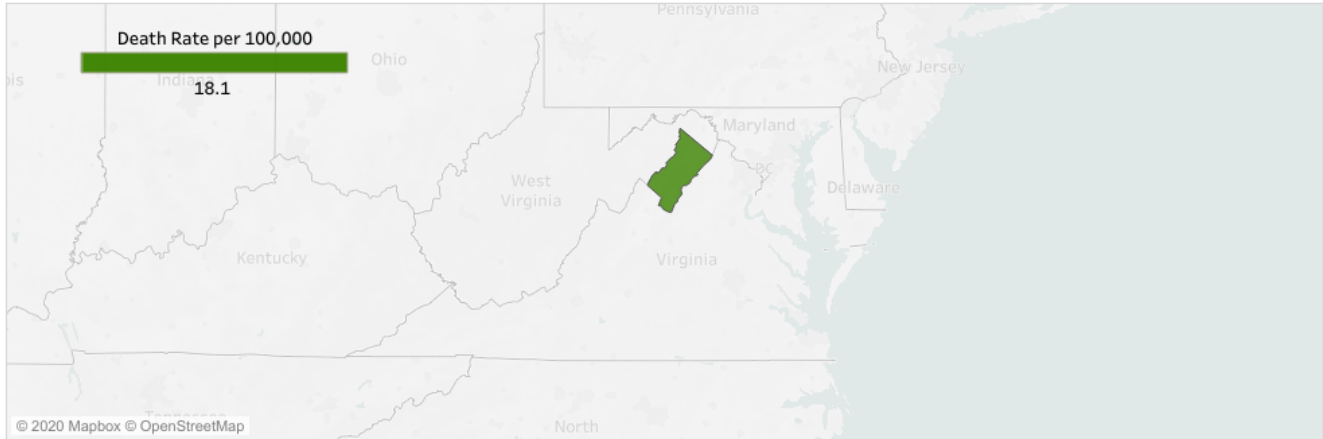 Death Rate per 100,000
18.1
Pennsylvania
Ohio
Indiana
New Jersey
Maryland
DC
West
Virginia
Delaware
Kentucky
Virginia
Tennessee
North
© 2020 Mapbox © OpenStreetMap